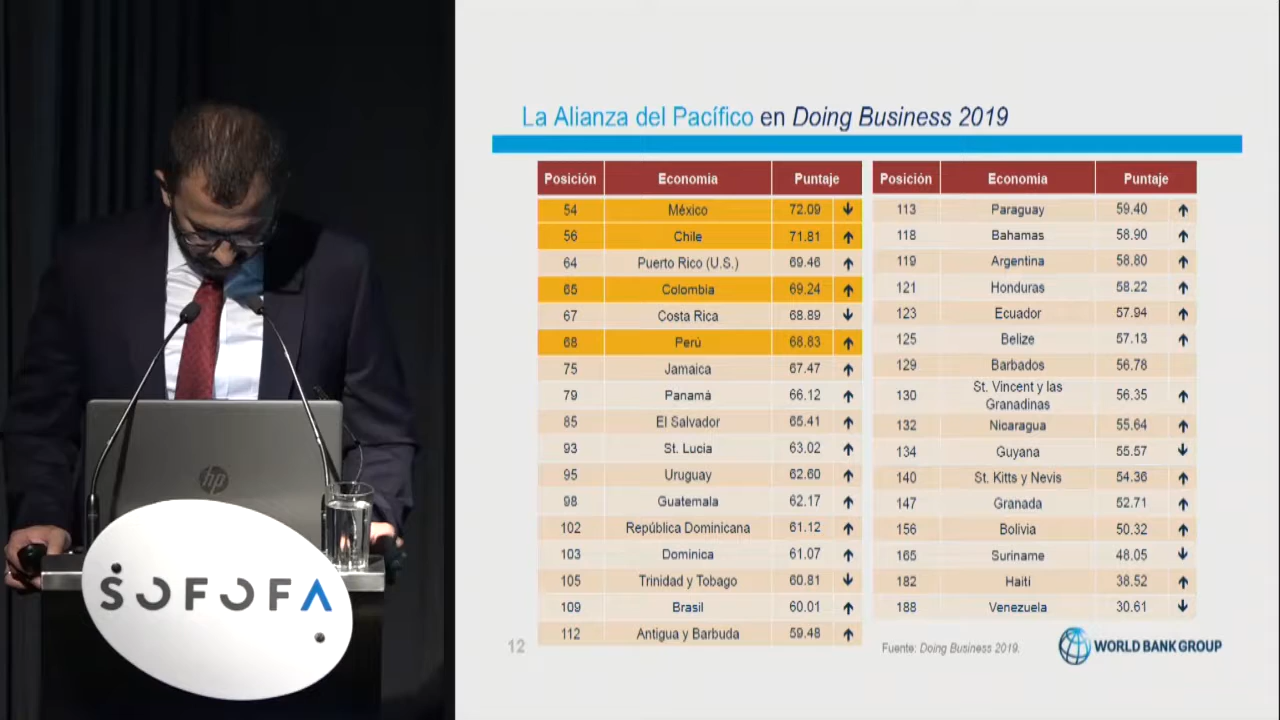 La Alianza del Pacífico en Doing Business 2019
Posición Economía Puntaje
54 México 72.09 ↓
56 Chile 71.81 ↑
64 Puerto Rico (U.S.) 69.46 ↑
65 Colombia 69.24 ↑
67 Costa Rica 68.89 ↓
68 Perú 68.83 ↑
75 Jamaica 67.47 ↑
79 Panamá 66.12 ↑
85 El Salvador 65.41 ↑
93 St. Lucia 63.02 ↑
95 Uruguay 62.60 ↑
98 Guatemala 62.17 ↑
102 República Dominicana 61.12 ↑
103 Dominica 61.07 ↑
105 Trinidad y Tobago 60.81 ↓
109 Brasil 60.01 ↑
112 Antigua y Barbuda 59.48 ↑
Posición Economía Puntaje
113 Paraguay 59.40 ↑
118 Bahamas 58.90 ↑
119 Argentina 58.80 ↑
121 Honduras 58.22 ↑
123 Ecuador 57.94 ↑
125 Belize 57.13 ↑
129 Barbados 56.78
130 St. Vincent y las
Granadinas 56.35 ↑
132 Nicaragua 55.64 ↑
134 Guyana 55.57 ↓
140 St. Kitts y Nevis 54.36 ↑
147 Granada 52.71 ↑
156 Bolivia 50.32 ↑
165 Suriname 48.05 ↓
182 Haiti 38.52 ↑
188 Venezuela 30.61 ↓
12
Fuente: Doing Business 2019.
WORLD BANK GROUP
hp
SOFOFA